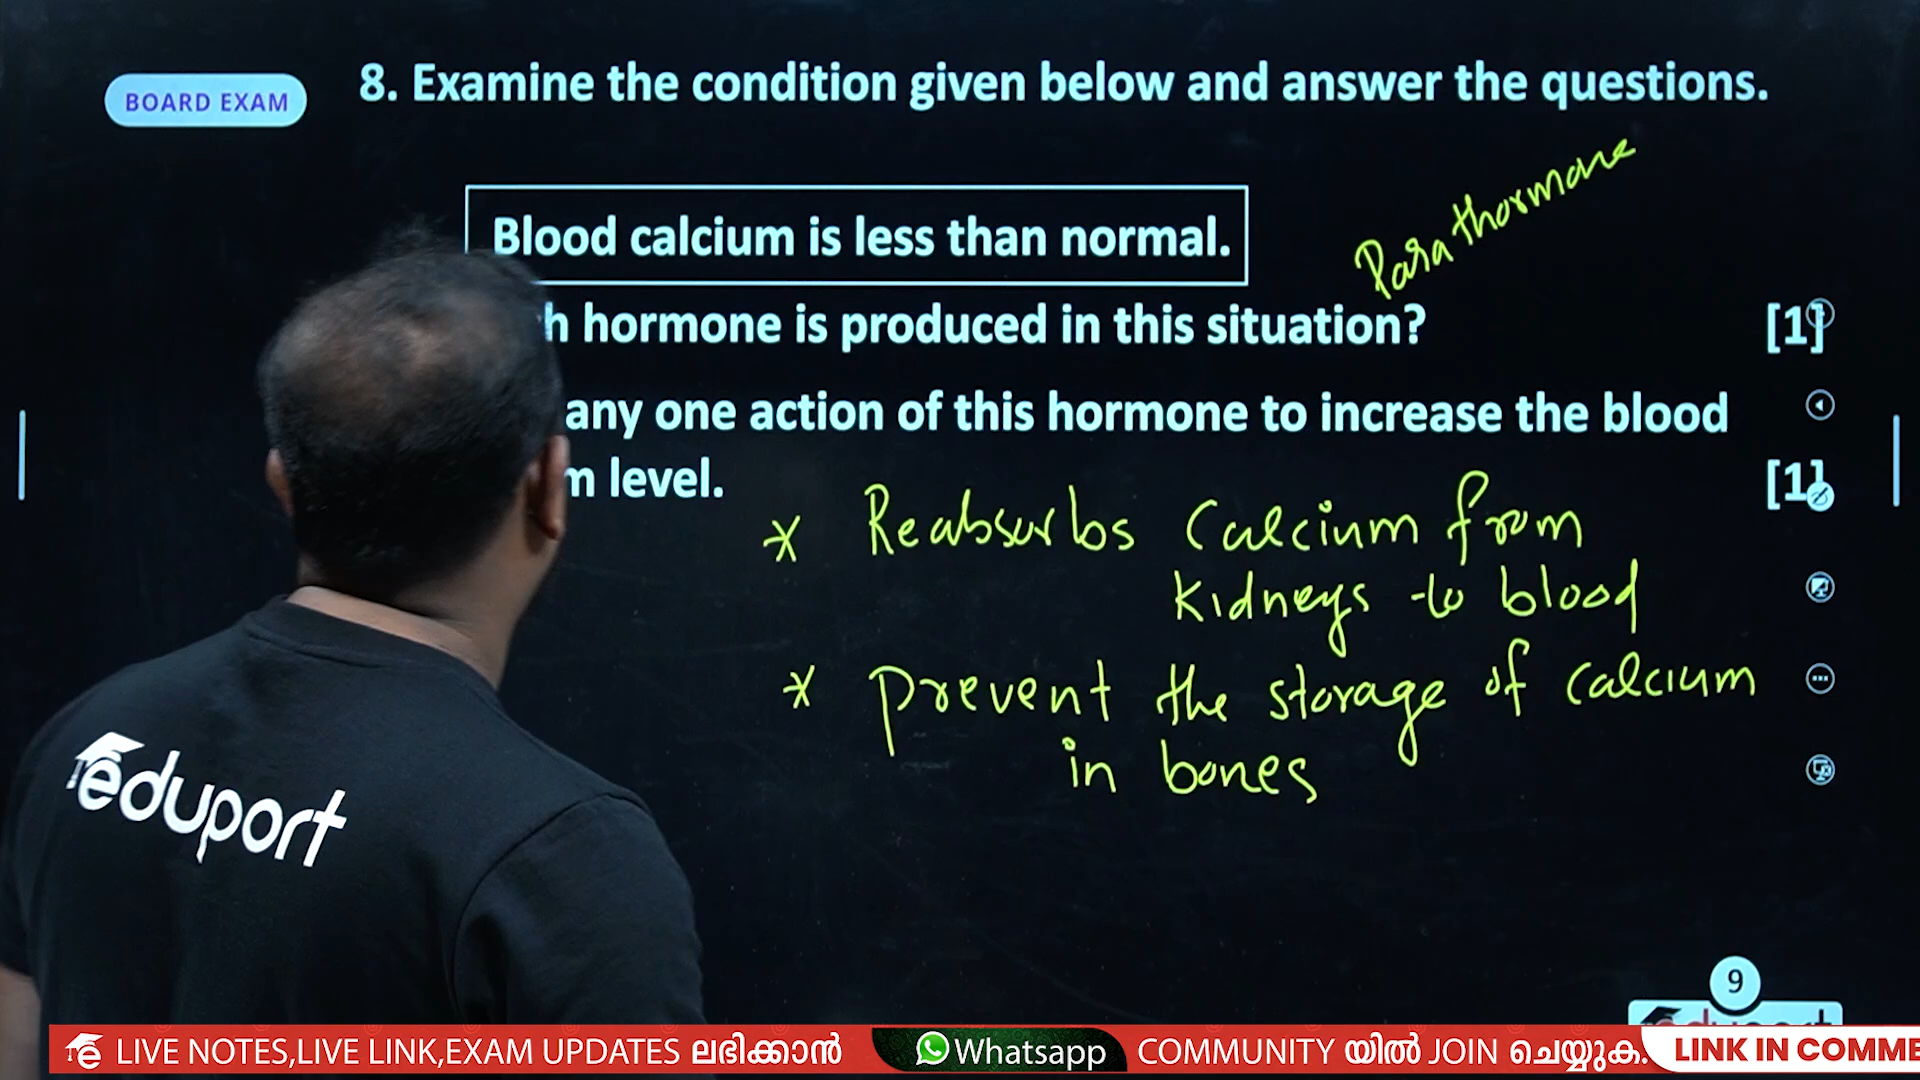 BOARD EXAM
8. Examine the condition given below and answer the questions.
Parathormone
Blood calcium is less than normal.
h hormone is produced in this situation?
[1]
any one action of this hormone to increase the blood
m level.
[1]
* Reabsorbs Calcium from
kidneys to blood
* prevent the storage of calcium
in bones
eduport
9
eduport
LIVE NOTES,LIVE LINK,EXAM UPDATES ലഭിക്കാൻ Whatsapp COMMUNITY യിൽ JOIN ചെയ്യുക. LINK IN COMME